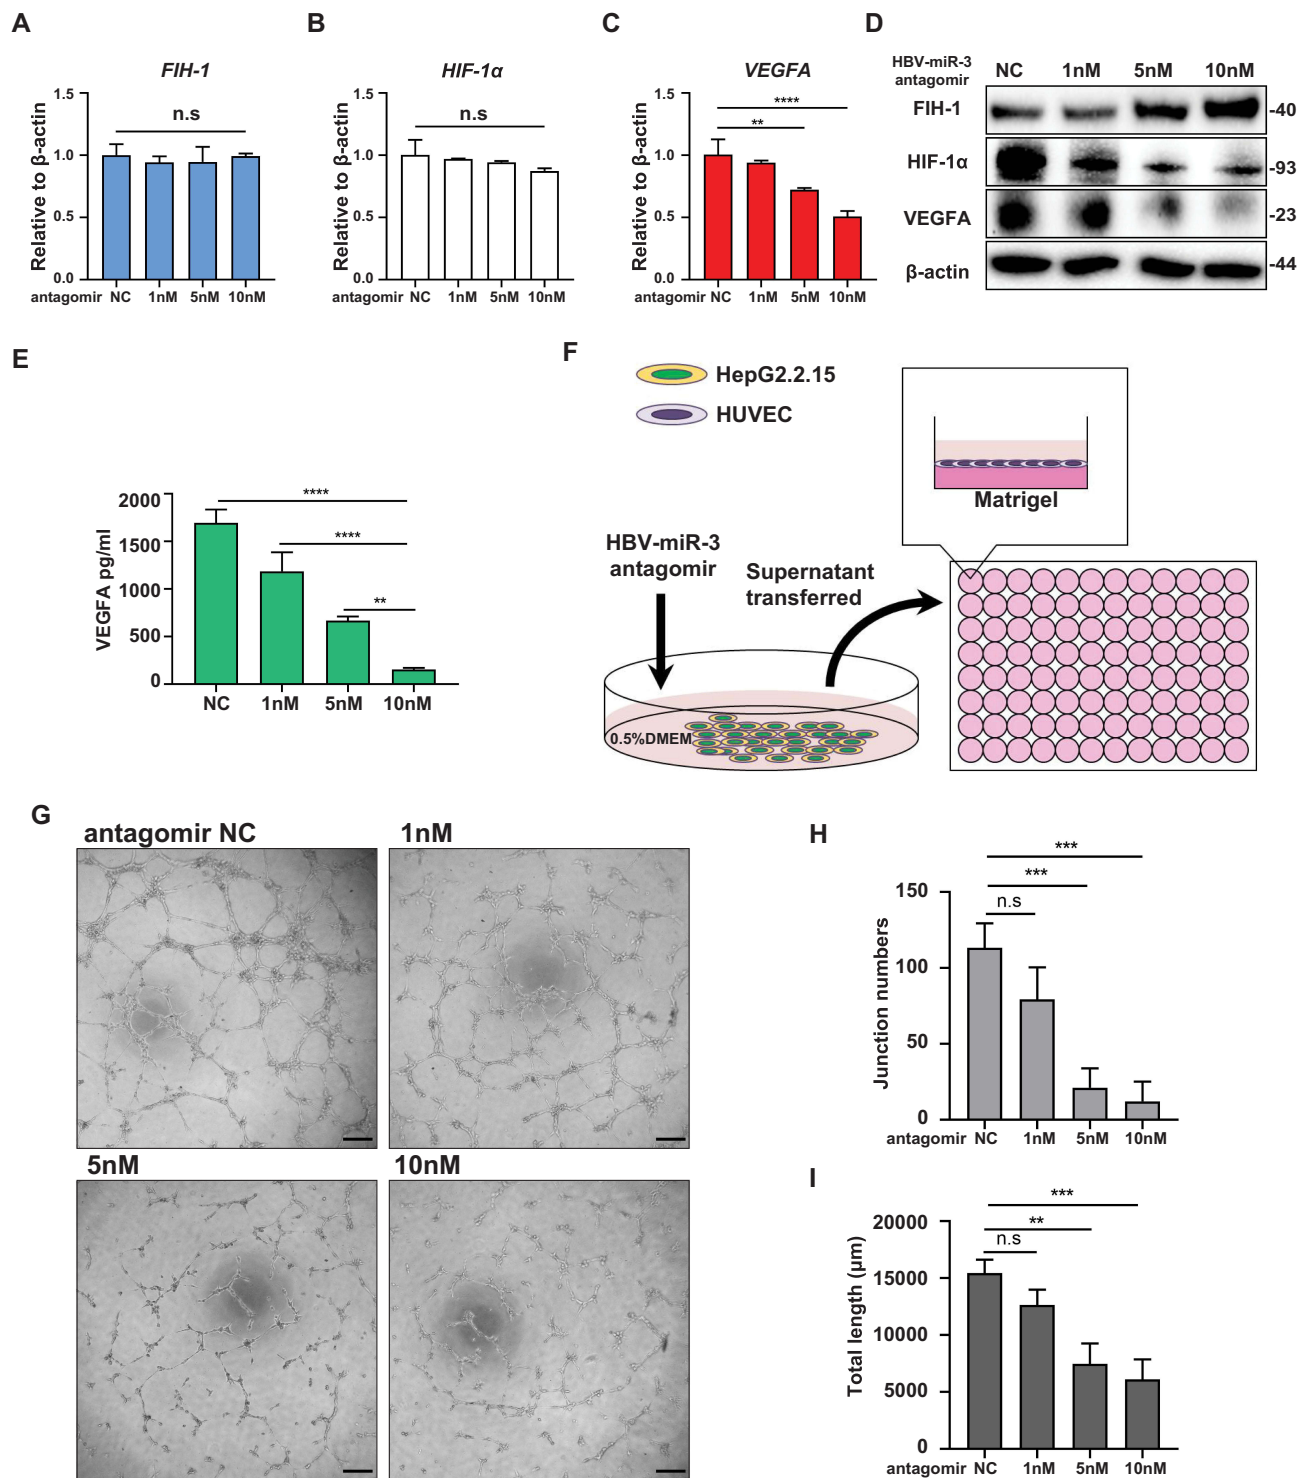 A
FIH-1
Relative to β-actin
1.5
1.0
0.5
0.0
n.s
antagomir NC 1nM 5nM 10nM
B
HIF-1α
Relative to β-actin
1.5
1.0
0.5
0.0
n.s
antagomir NC 1nM 5nM 10nM
C
VEGFA
Relative to β-actin
1.5
1.0
0.5
0.0
****
**
antagomir NC 1nM 5nM 10nM
D
HBV-miR-3
antagomir
NC 1nM 5nM 10nM
FIH-1 -40
HIF-1α -93
VEGFA -23
β-actin -44
E
VEGFA pg/ml
2000
1500
1000
500
0
****
****
**
NC 1nM 5nM 10nM
F
HepG2.2.15
HUVEC
Matrigel
HBV-miR-3
antagomir
Supernatant
transferred
0.5%DMEM
G
antagomir NC
1nM
5nM
10nM
H
Junction numbers
150
100
50
0
***
***
n.s
antagomir NC 1nM 5nM 10nM
I
Total length (μm)
20000
15000
10000
5000
0
***
**
n.s
antagomir NC 1nM 5nM 10nM